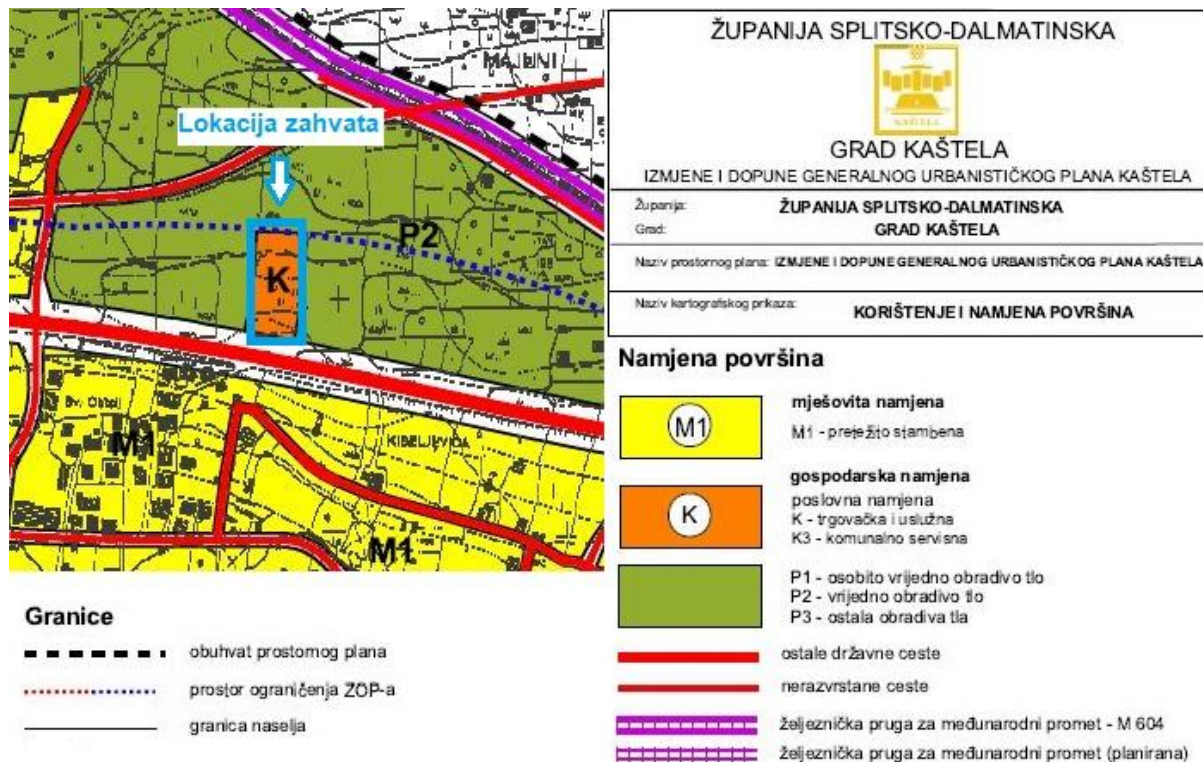 MAJENI
Lokacija zahvata
P2
K
M1
M1
Granice
obuhvat prostornog plana
prostor ograničenja ZOP-a
granica naselja
ŽUPANIJA SPLITSKO-DALMATINSKA
KAŠTELA
GRAD KAŠTELA
IZMJENE I DOPUNE GENERALNOG URBANISTIČKOG PLANA KAŠTELA
Županija: ŽUPANIJA SPLITSKO-DALMATINSKA
Grad: GRAD KAŠTELA
Naziv prostornog plana: IZMJENE I DOPUNE GENERALNOG URBANISTIČKOG PLANA KAŠTELA
Naziv kartografskog prikaza: KORIŠTENJE I NAMJENA POVRŠINA
Namjena površina
M1
mješovita namjena
M1 - pretežito stambena
K
gospodarska namjena
poslovna namjena
K - trgovačka i uslužna
K3 - komunalno servisna
P1 - osobito vrijedno obradivo tlo
P2 - vrijedno obradivo tlo
P3 - ostala obradiva tla
ostale državne ceste
nerazvrstane ceste
željeznička pruga za međunarodni promet - M 604
željeznička pruga za međunarodni promet (planirana)